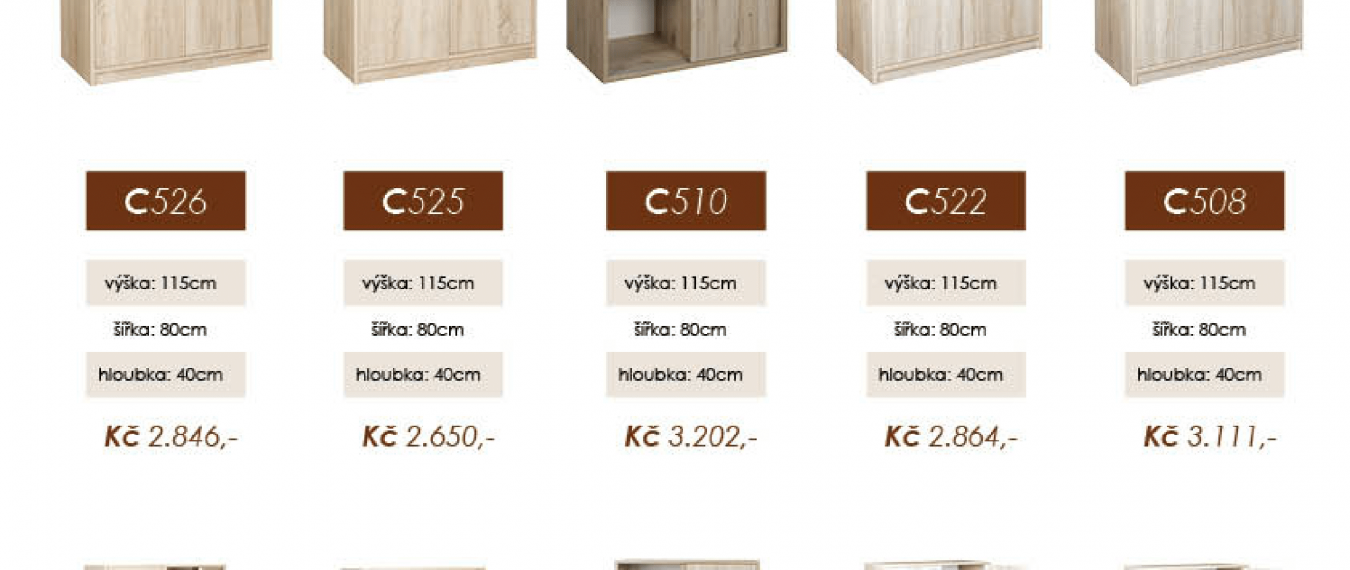 C526 C525 C510 C522 C508
výška: 115cm výška: 115cm výška: 115cm výška: 115cm výška: 115cm
šířka: 80cm šířka: 80cm šířka: 80cm šířka: 80cm šířka: 80cm
hloubka: 40cm hloubka: 40cm hloubka: 40cm hloubka: 40cm hloubka: 40cm
Kč 2.846,- Kč 2.650,- Kč 3.202,- Kč 2.864,- Kč 3.111,-